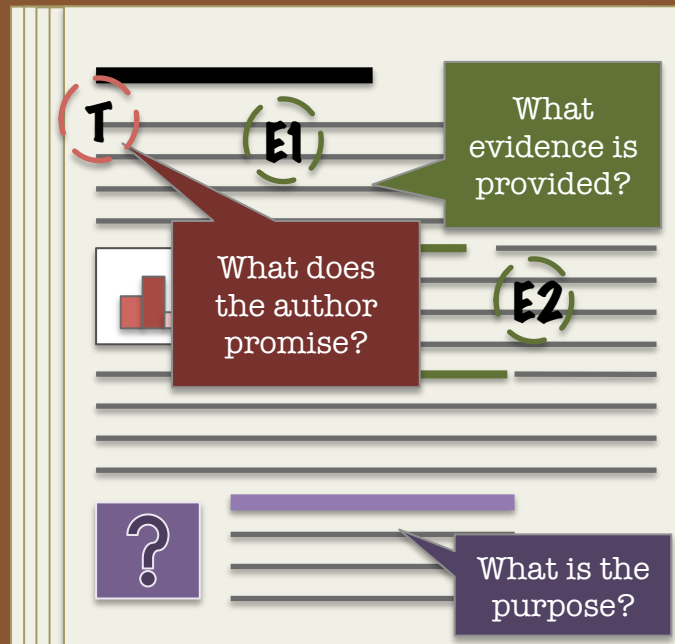 T
E1
What
evidence is
provided?
What does
the author
promise?
E2
?
What is the
purpose?